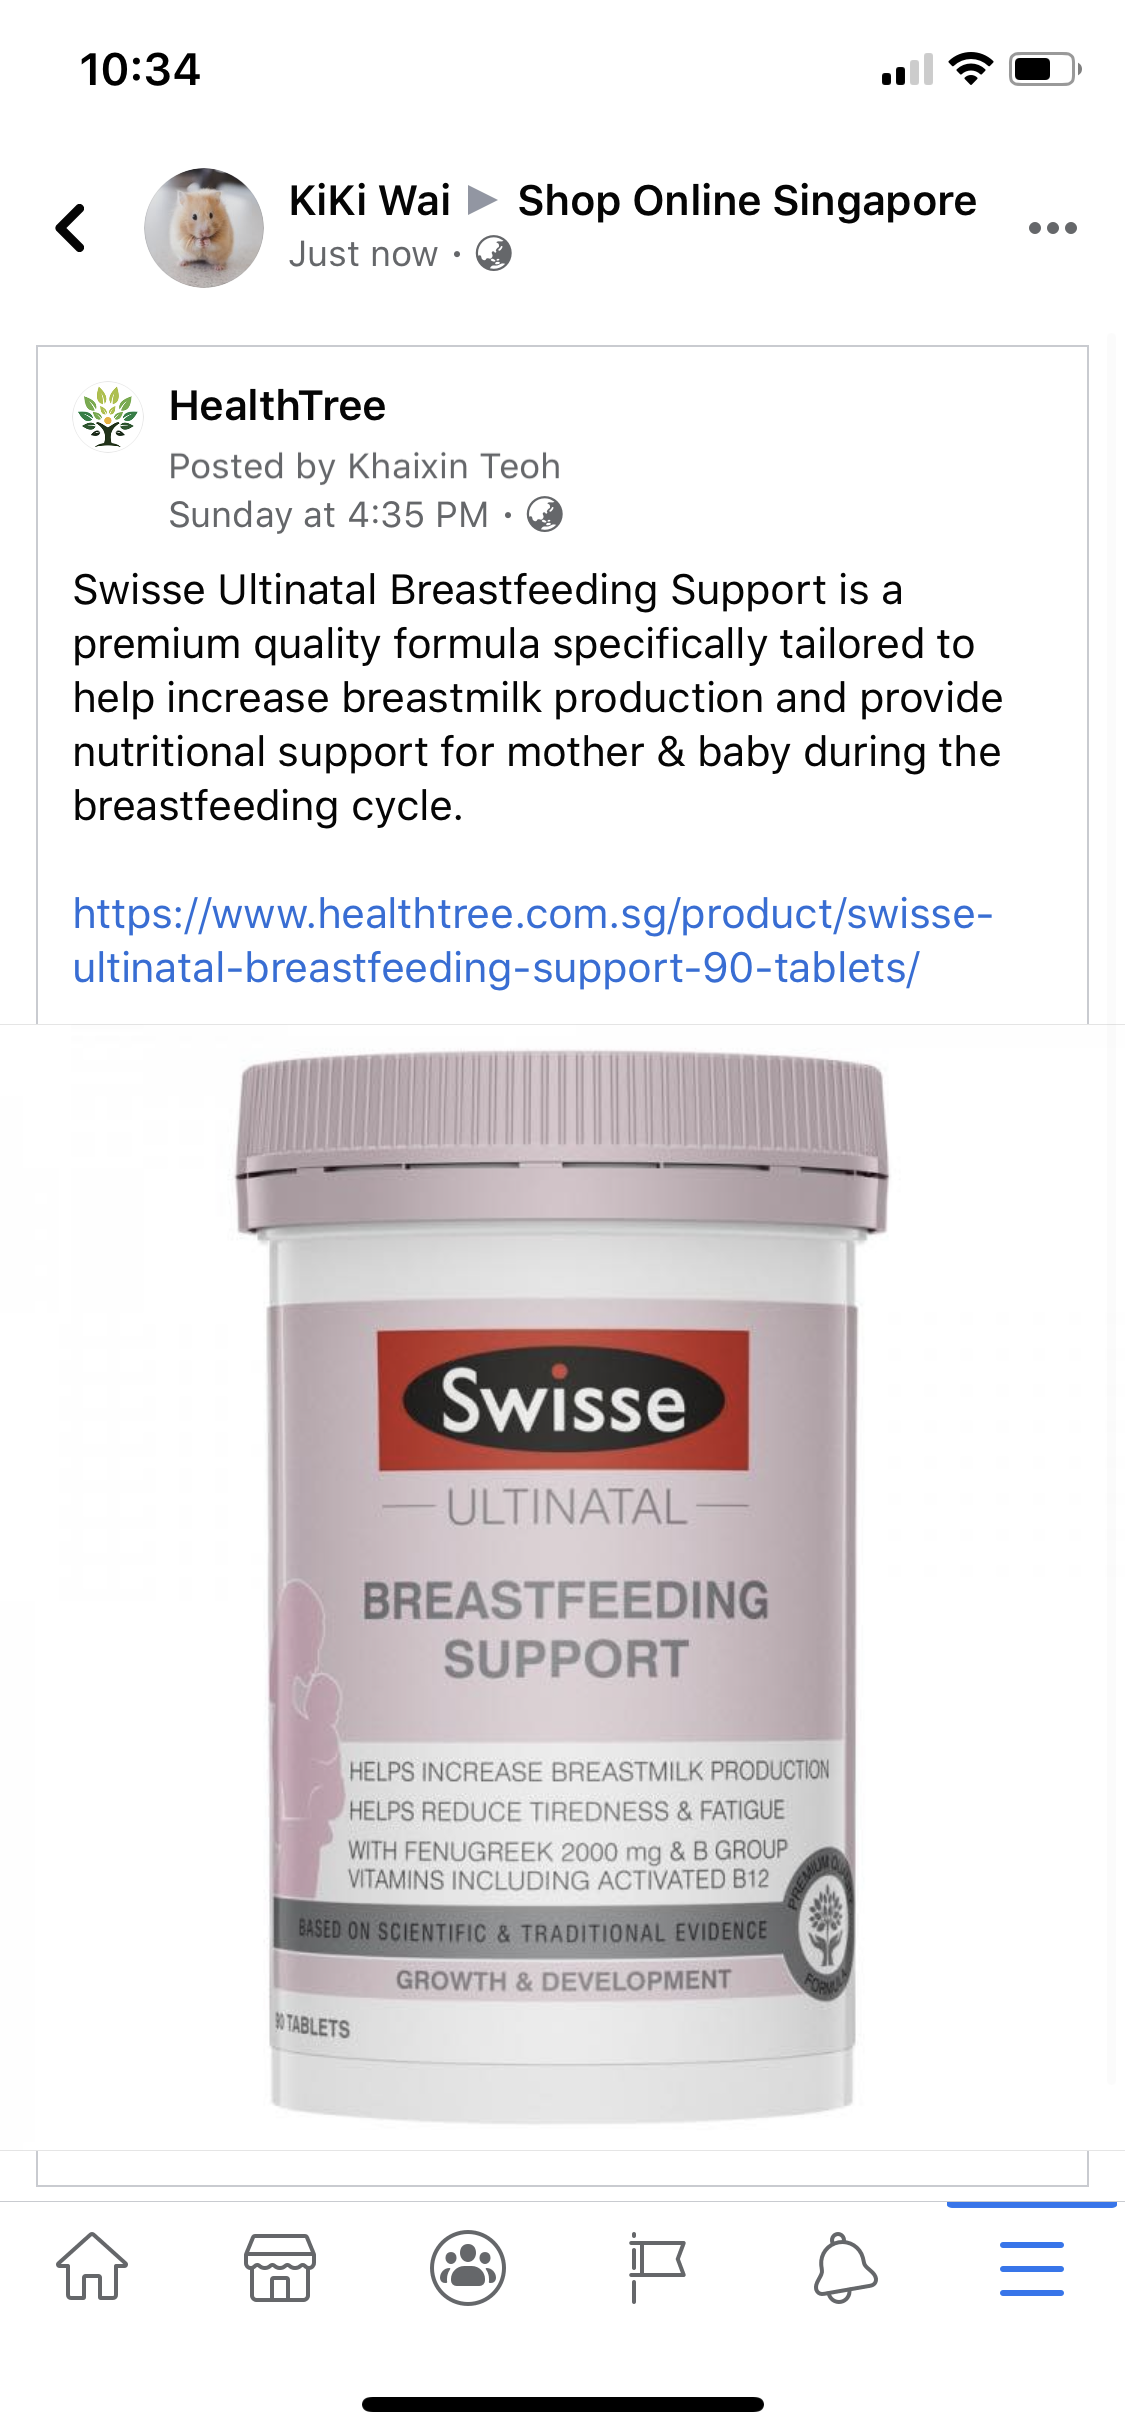 10:34
KiKi Wai ▶ Shop Online Singapore
Just now ·
HealthTree
Posted by Khaixin Teoh
Sunday at 4:35 PM ·
Swisse Ultinatal Breastfeeding Support is a
premium quality formula specifically tailored to
help increase breastmilk production and provide
nutritional support for mother & baby during the
breastfeeding cycle.
https://www.healthtree.com.sg/product/swisse-
ultinatal-breastfeeding-support-90-tablets/
Swisse
ULTINATAL
BREASTFEEDING
SUPPORT
HELPS INCREASE BREASTMILK PRODUCTION
HELPS REDUCE TIREDNESS & FATIGUE
WITH FENUGREEK 2000 mg & B GROUP
VITAMINS INCLUDING ACTIVATED B12
PREMIUM
BASED ON SCIENTIFIC & TRADITIONAL EVIDENCE
FORMULA
GROWTH & DEVELOPMENT
90 TABLETS